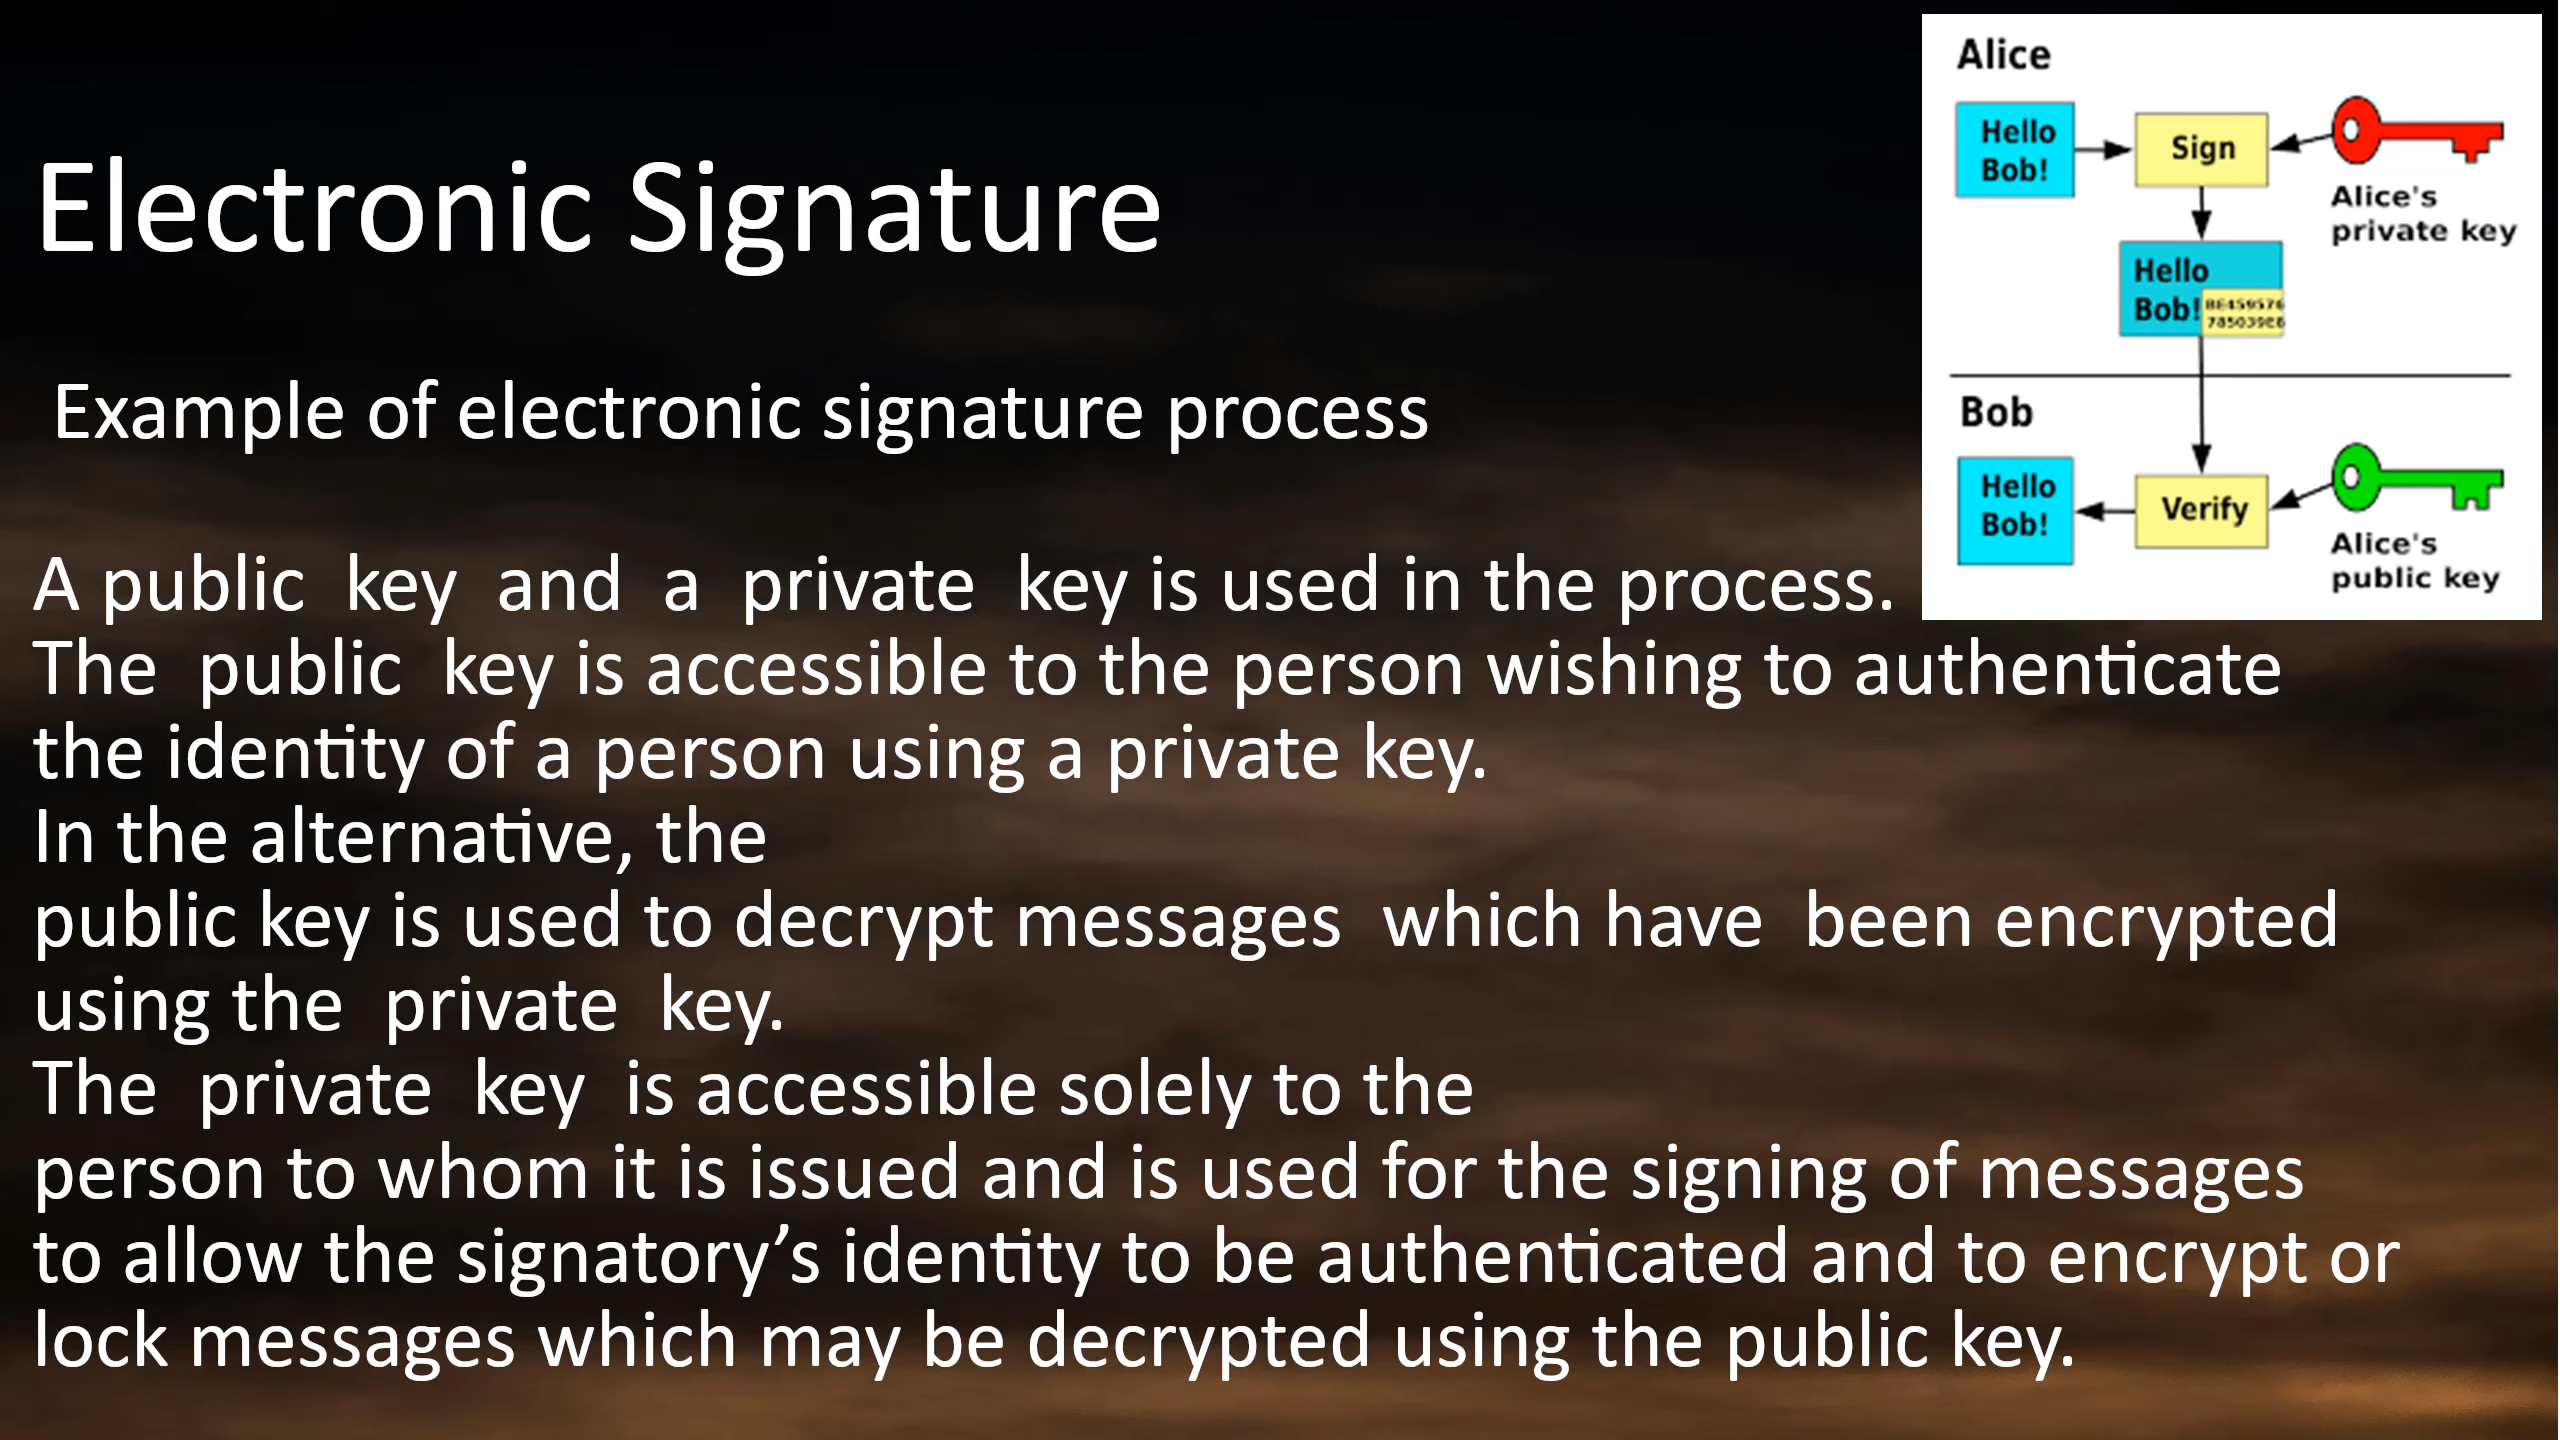 Electronic Signature
Example of electronic signature process
A public key and a private key is used in the process.
The public key is accessible to the person wishing to authenticate
the identity of a person using a private key.
In the alternative, the
public key is used to decrypt messages which have been encrypted
using the private key.
The private key is accessible solely to the
person to whom it is issued and is used for the signing of messages
to allow the signatory’s identity to be authenticated and to encrypt or
lock messages which may be decrypted using the public key.
Alice
Hello
Bob!
Sign
Alice's
private key
Hello
Bob!
Bob
Hello
Bob!
Verify
Alice's
public key